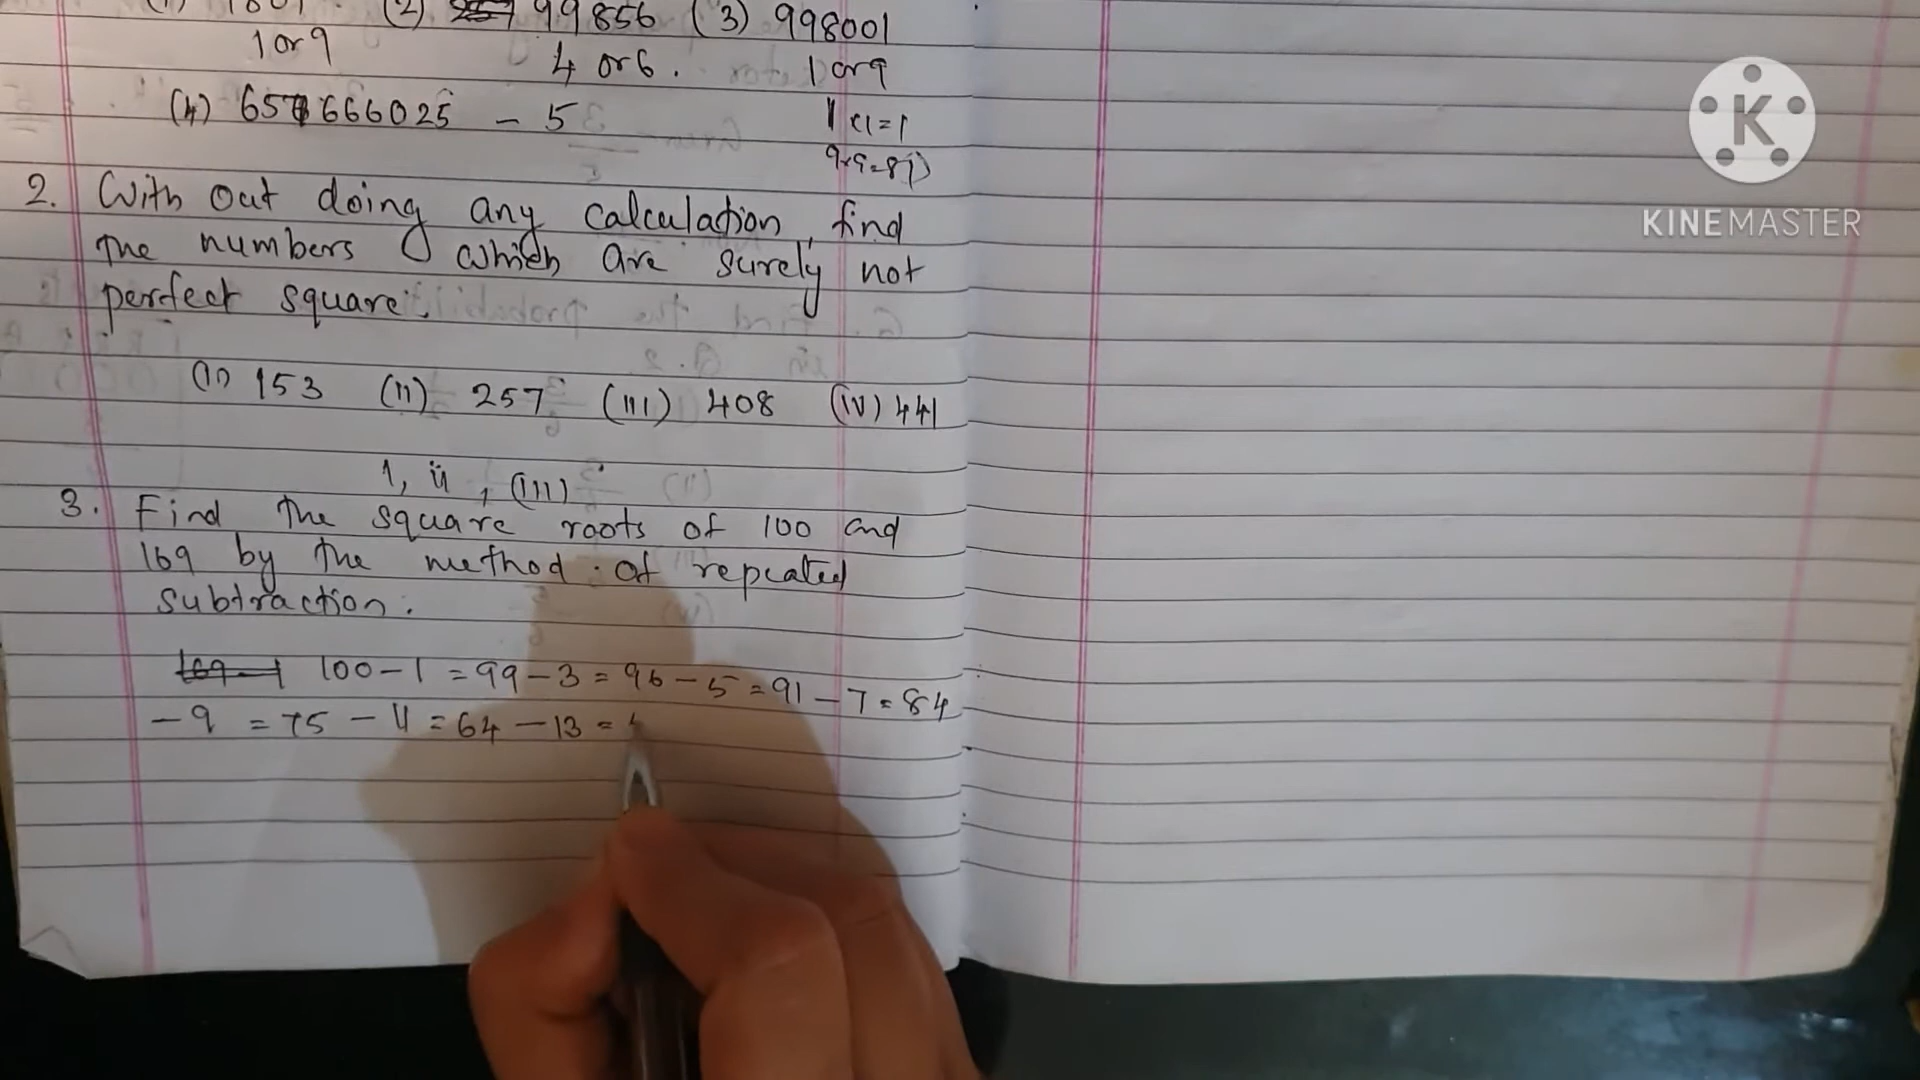 (1) 1801 (2) 99856 (3) 998001
1 or 9 4 or 6. 1 or 9
(4) 657666025 - 5 1×1=1
9×9=81)
2. With out doing any calculation, find
the numbers which are surely not
perfect square.
(i) 153 (ii) 257 (iii) 408 (iv) 441
1, ii, (iii)
3. Find the square roots of 100 and
169 by the method of repeated
subtraction.
169-1 100-1 = 99-3 = 96-5 = 91-7 = 84
-9 = 75 - 11 = 64 - 13 =
K
KINEMASTER